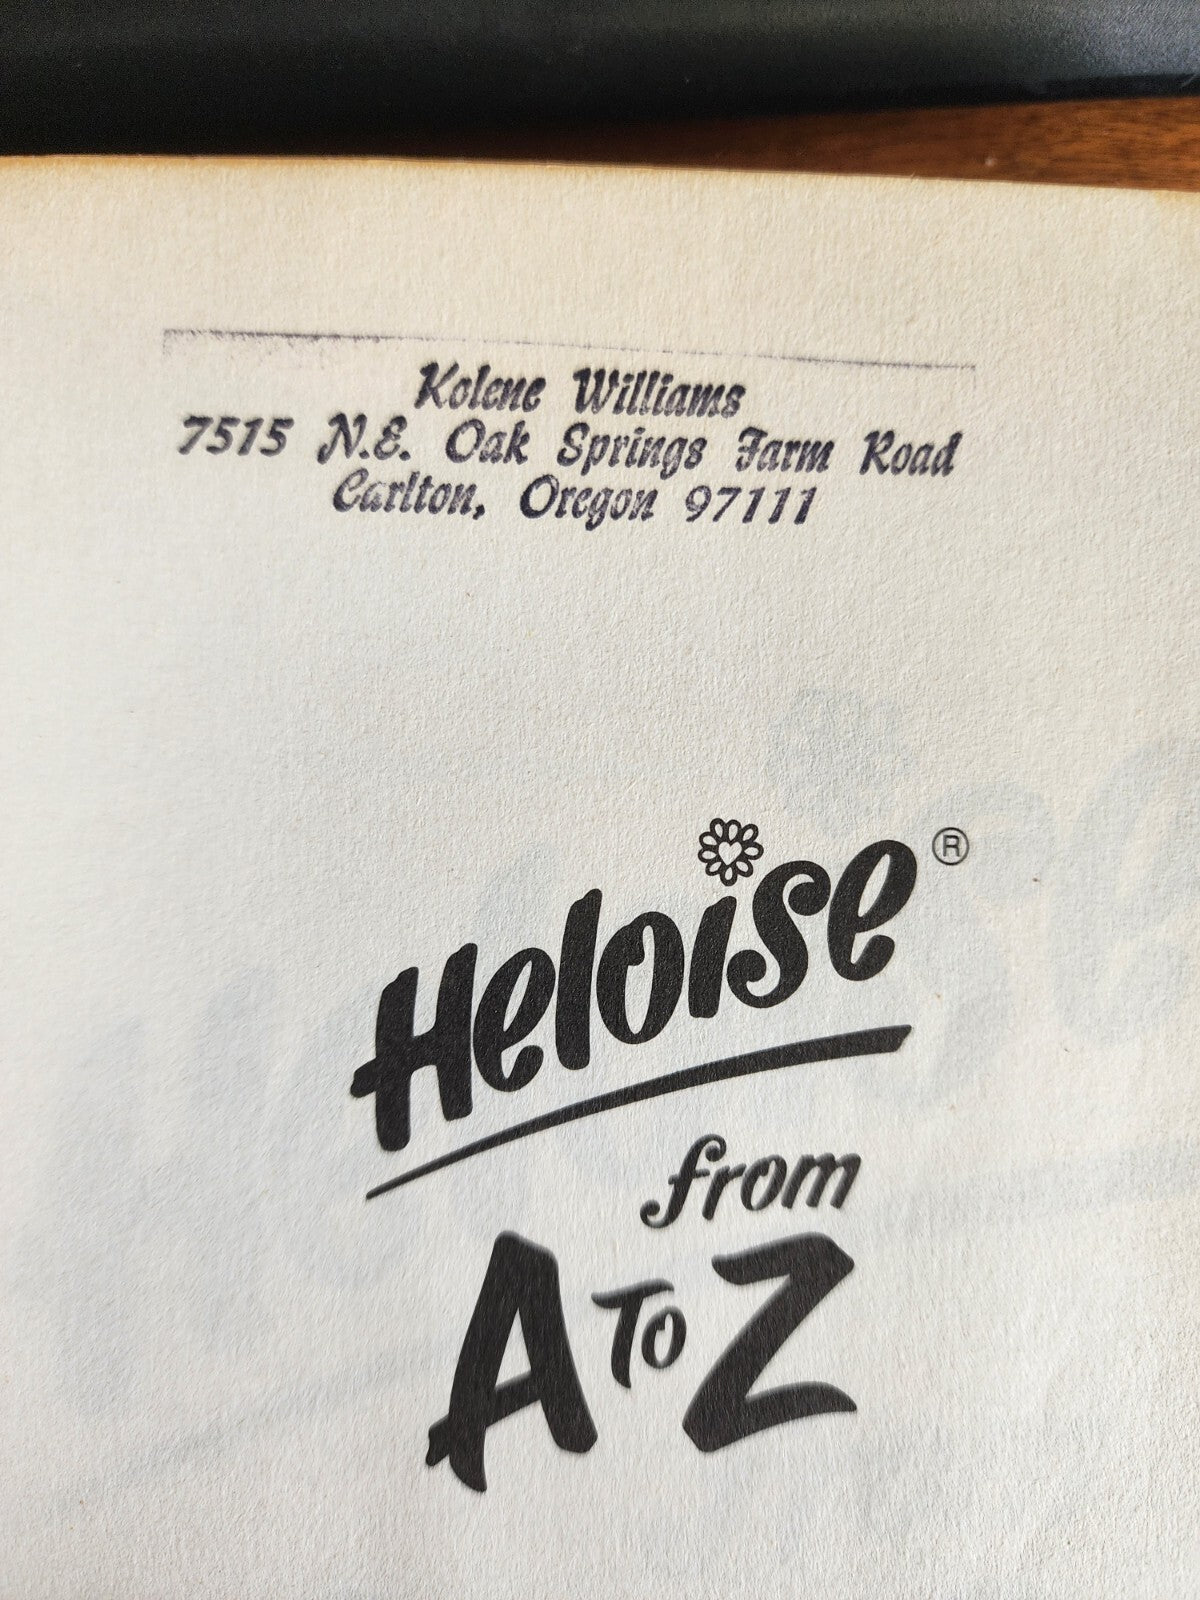 Kolene Williams
7515 N.E. Oak Springs Farm Road
Carlton, Oregon 97111
Heloise®
from
A To Z